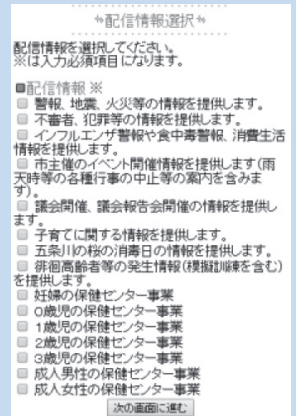 配信情報選択
配信情報を選択してください。
※は入力必須項目になります。
■配信情報 ※
警報、地震、火災等の情報を提供します。
不審者、犯罪等の情報を提供します。
インフルエンザ警報や食中毒警報、消費生活
情報を提供します。
市主催のイベント開催情報を提供します(雨
天時等の各種行事の中止等の案内を含みま
す)。
議会開催、議会報告会開催の情報を提供し
ます。
子育てに関する情報を提供します。
五条川の桜の消毒日の情報を提供します。
徘徊高齢者等の発生情報(模擬訓練を含む)
を提供します。
妊婦の保健センター事業
0歳児の保健センター事業
1歳児の保健センター事業
2歳児の保健センター事業
3歳児の保健センター事業
成人男性の保健センター事業
成人女性の保健センター事業
次の画面に進む